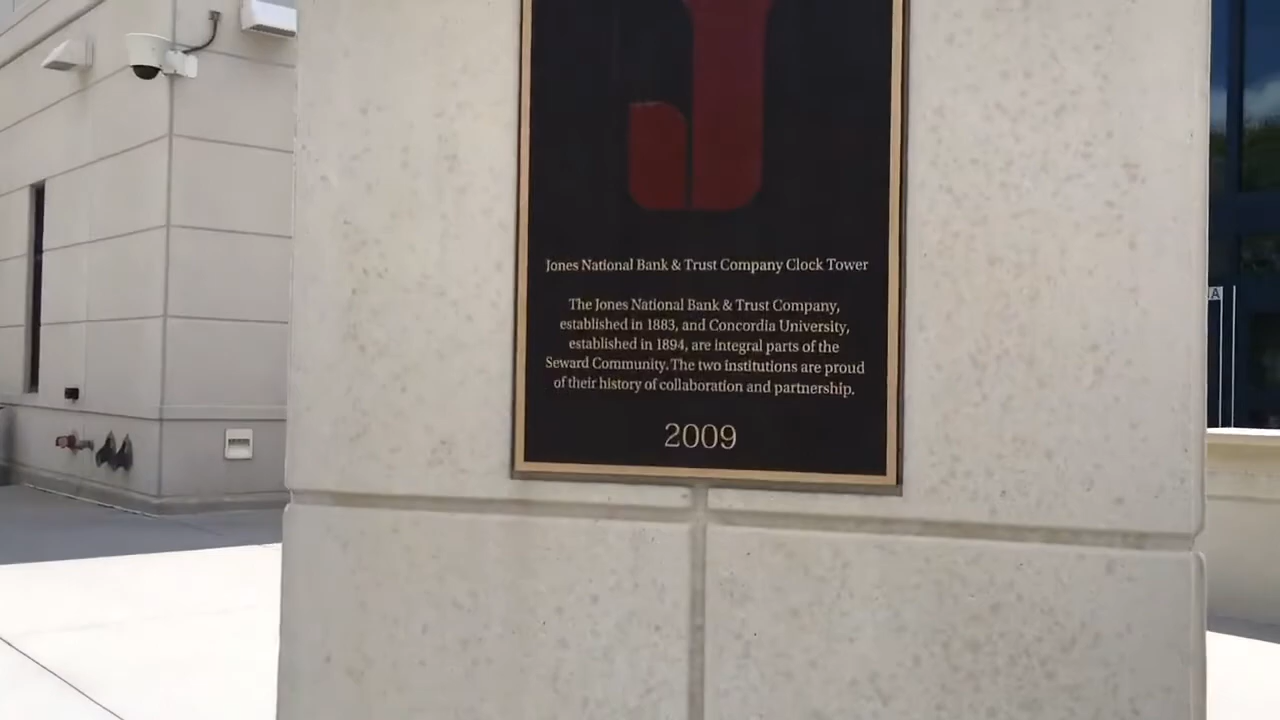 Jones National Bank & Trust Company Clock Tower
The Jones National Bank & Trust Company,
established in 1883, and Concordia University,
established in 1894, are integral parts of the
Seward Community. The two institutions are proud
of their history of collaboration and partnership.
2009